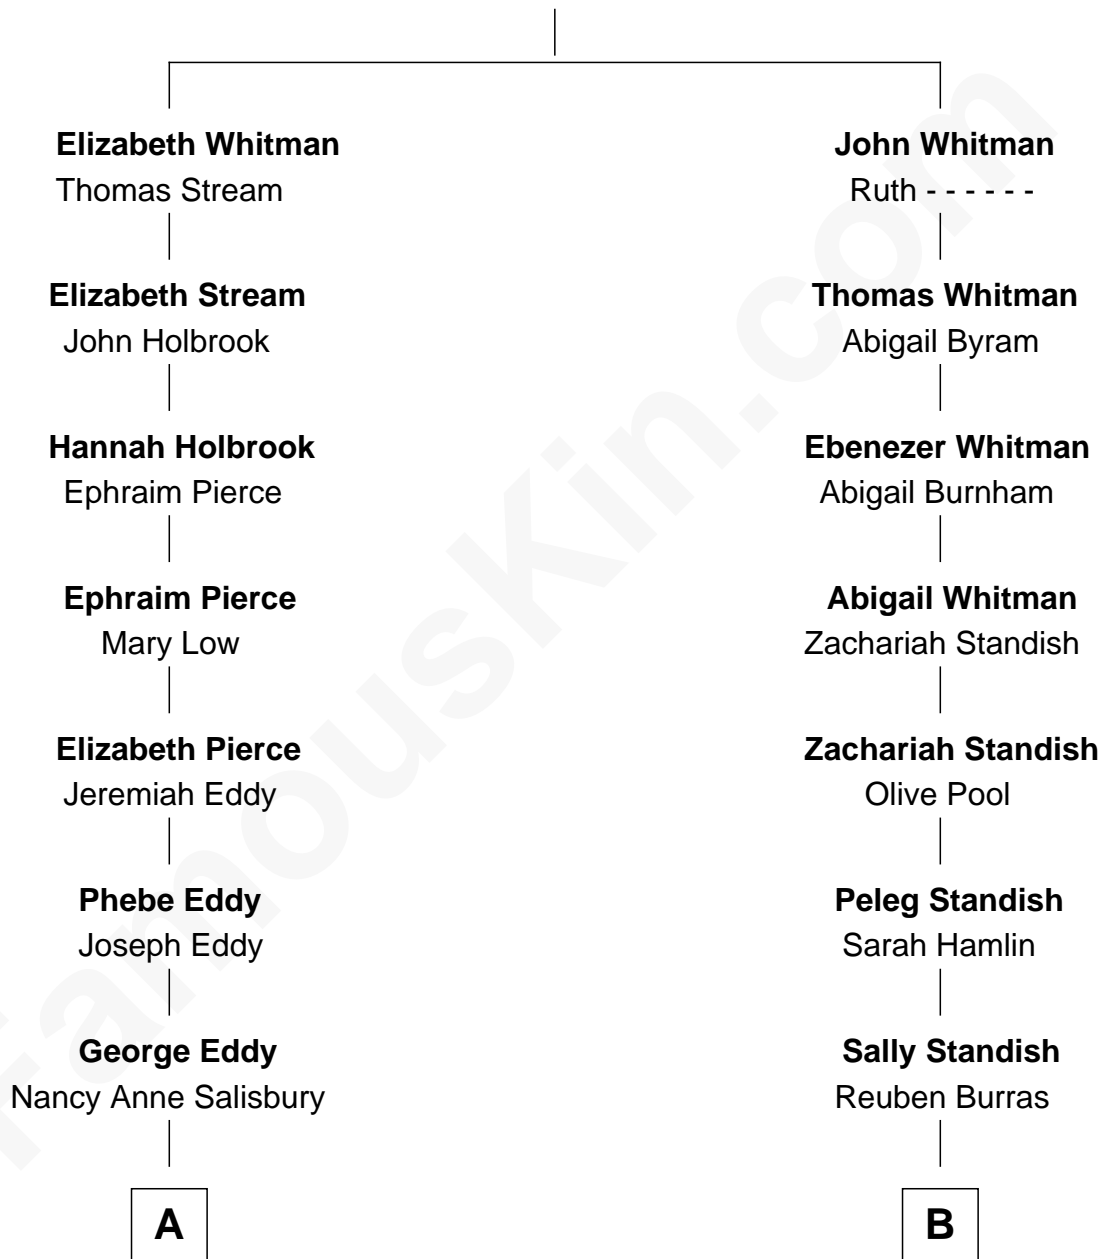 Elizabeth Whitman
Thomas Stream
Elizabeth Stream
John Holbrook
Hannah Holbrook
Ephraim Pierce
Ephraim Pierce
Mary Low
Elizabeth Pierce
Jeremiah Eddy
Phebe Eddy
Joseph Eddy
George Eddy
Nancy Anne Salisbury
A
John Whitman
Ruth - - - - - -
Thomas Whitman
Abigail Byram
Ebenezer Whitman
Abigail Burnham
Abigail Whitman
Zachariah Standish
Zachariah Standish
Olive Pool
Peleg Standish
Sarah Hamlin
Sally Standish
Reuben Burras
B
FamousKin.com